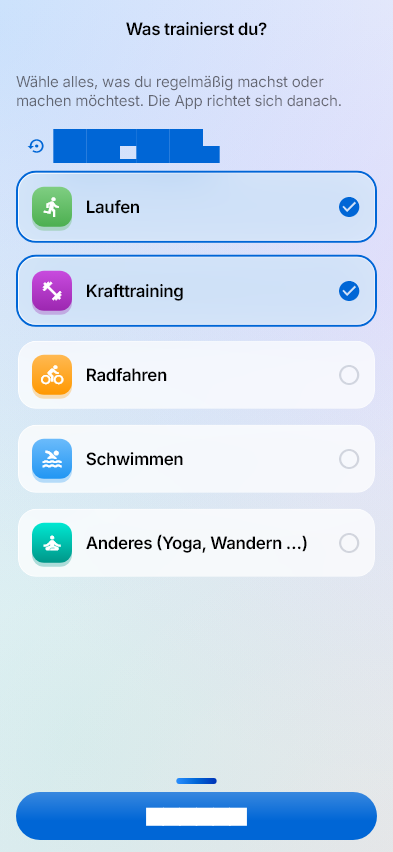 Was trainierst du?
Wähle alles, was du regelmäßig machst oder
machen möchtest. Die App richtet sich danach.
Laufen
Krafttraining
Radfahren
Schwimmen
Anderes (Yoga, Wandern ...)